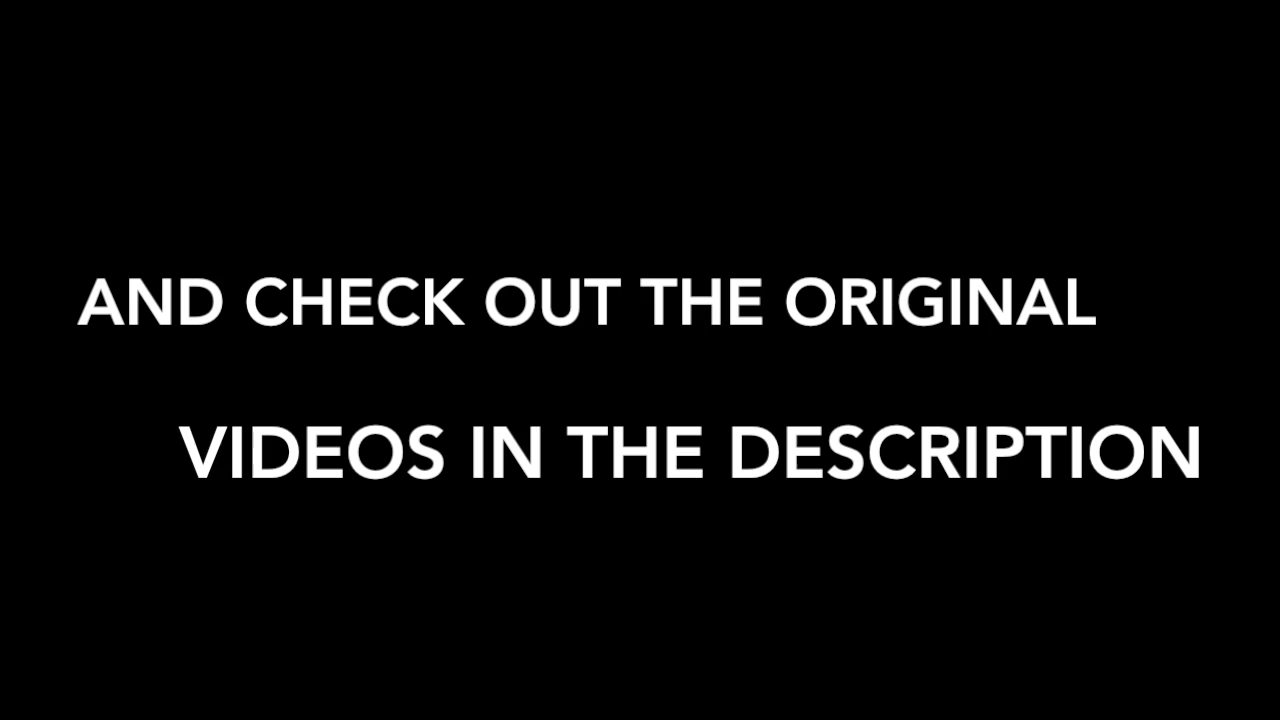 AND CHECK OUT THE ORIGINAL
VIDEOS IN THE DESCRIPTION